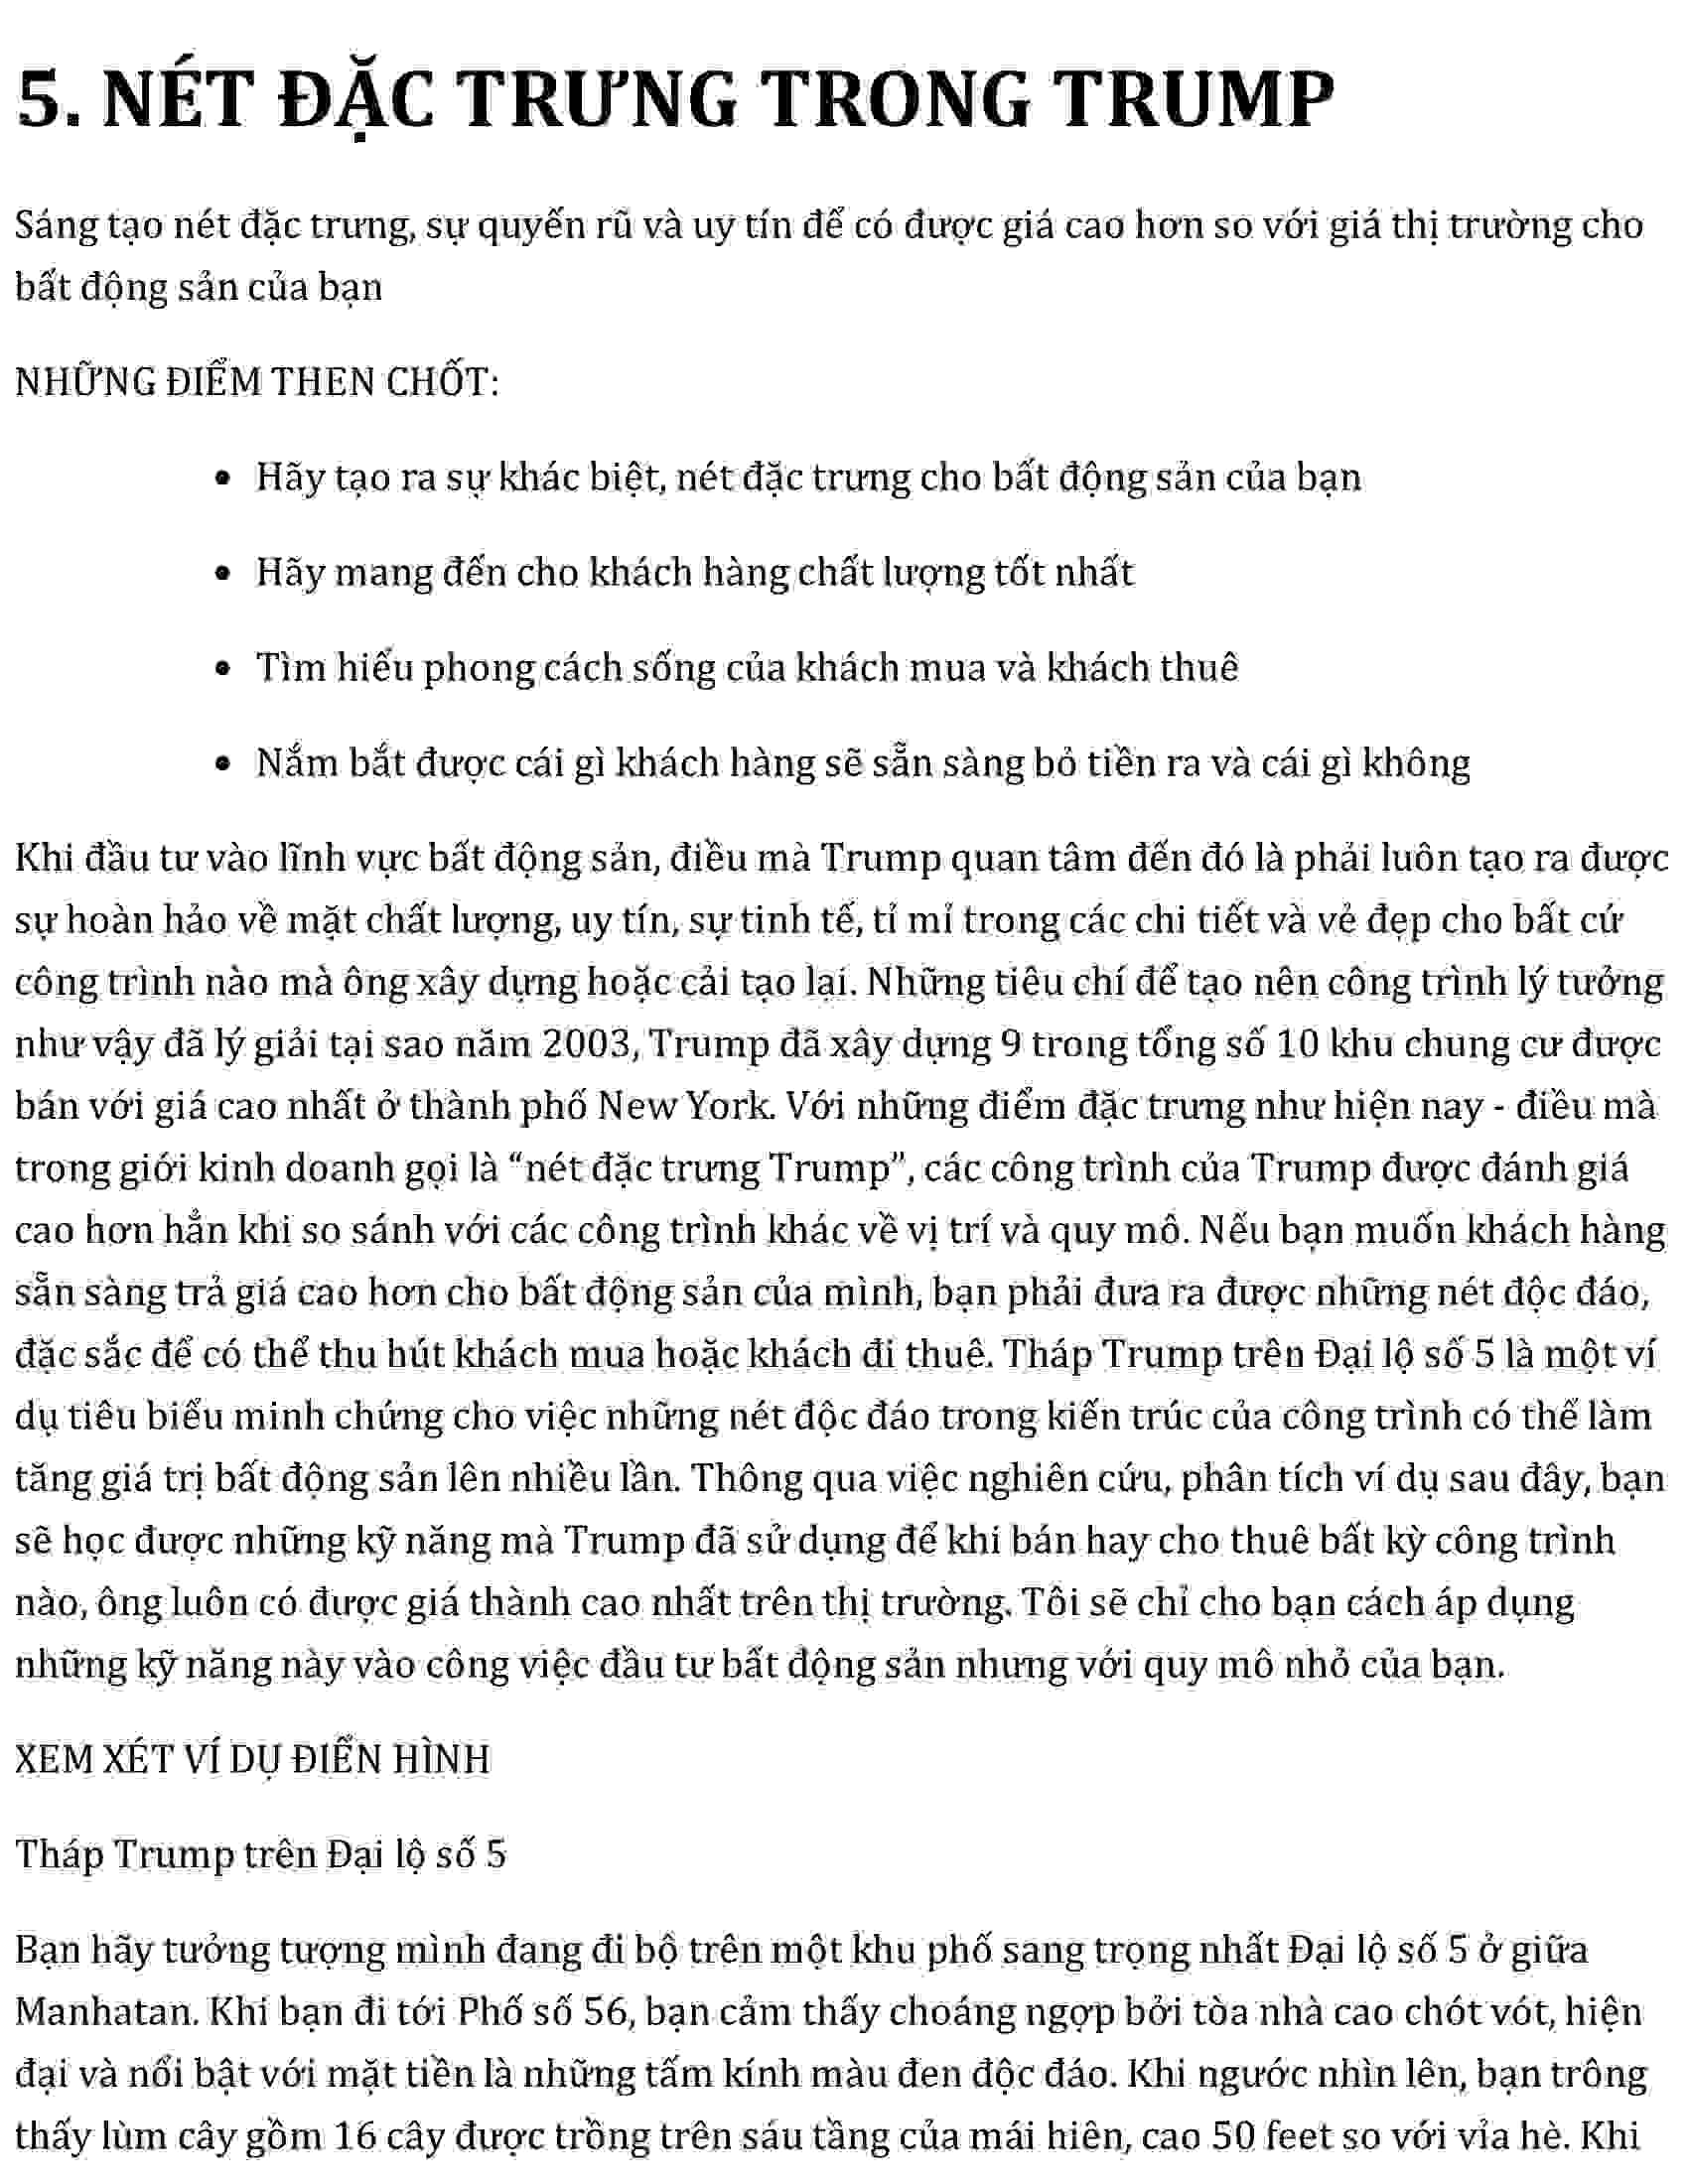 5. NÉT ĐẶC TRƯNG TRONG TRUMP
Sáng tạo nét đặc trưng, sự quyến rũ và uy tín để có được giá cao hơn so với giá thị trường cho
bất động sản của bạn
NHỮNG ĐIỂM THEN CHỐT:
• Hãy tạo ra sự khác biệt, nét đặc trưng cho bất động sản của bạn
• Hãy mang đến cho khách hàng chất lượng tốt nhất
• Tìm hiểu phong cách sống của khách mua và khách thuê
• Nắm bắt được cái gì khách hàng sẽ sẵn sàng bỏ tiền ra và cái gì không
Khi đầu tư vào lĩnh vực bất động sản, điều mà Trump quan tâm đến đó là phải luôn tạo ra được
sự hoàn hảo về mặt chất lượng, uy tín, sự tinh tế, tỉ mỉ trong các chi tiết và vẻ đẹp cho bất cứ
công trình nào mà ông xây dựng hoặc cải tạo lại. Những tiêu chí để tạo nên công trình lý tưởng
như vậy đã lý giải tại sao năm 2003, Trump đã xây dựng 9 trong tổng số 10 khu chung cư được
bán với giá cao nhất ở thành phố New York. Với những điểm đặc trưng như hiện nay - điều mà
trong giới kinh doanh gọi là “nét đặc trưng Trump”, các công trình của Trump được đánh giá
cao hơn hẳn khi so sánh với các công trình khác về vị trí và quy mô. Nếu bạn muốn khách hàng
sẵn sàng trả giá cao hơn cho bất động sản của mình, bạn phải đưa ra được những nét độc đáo,
đặc sắc để có thể thu hút khách mua hoặc khách đi thuê. Tháp Trump trên Đại lộ số 5 là một ví
dụ tiêu biểu minh chứng cho việc những nét độc đáo trong kiến trúc của công trình có thể làm
tăng giá trị bất động sản lên nhiều lần. Thông qua việc nghiên cứu, phân tích ví dụ sau đây, bạn
sẽ học được những kỹ năng mà Trump đã sử dụng để khi bán hay cho thuê bất kỳ công trình
nào, ông luôn có được giá thành cao nhất trên thị trường. Tôi sẽ chỉ cho bạn cách áp dụng
những kỹ năng này vào công việc đầu tư bất động sản nhưng với quy mô nhỏ của bạn.
XEM XÉT VÍ DỤ ĐIỂN HÌNH
Tháp Trump trên Đại lộ số 5
Bạn hãy tưởng tượng mình đang đi bộ trên một khu phố sang trọng nhất Đại lộ số 5 ở giữa
Manhatan. Khi bạn đi tới Phố số 56, bạn cảm thấy choáng ngợp bởi tòa nhà cao chót vót, hiện
đại và nổi bật với mặt tiền là những tấm kính màu đen độc đáo. Khi ngước nhìn lên, bạn trông
thấy lùm cây gồm 16 cây được trồng trên sáu tầng của mái hiên, cao 50 feet so với vỉa hè. Khi